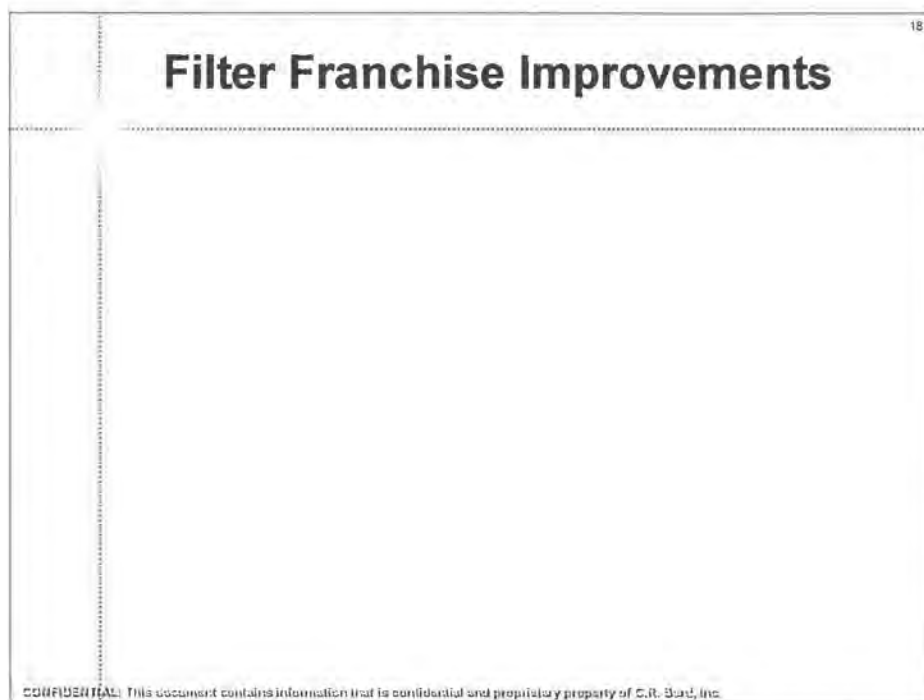 18
Filter Franchise Improvements
CONFIDENTIAL: This document contains information that is confidential and proprietary property of C.R. Bard, Inc.